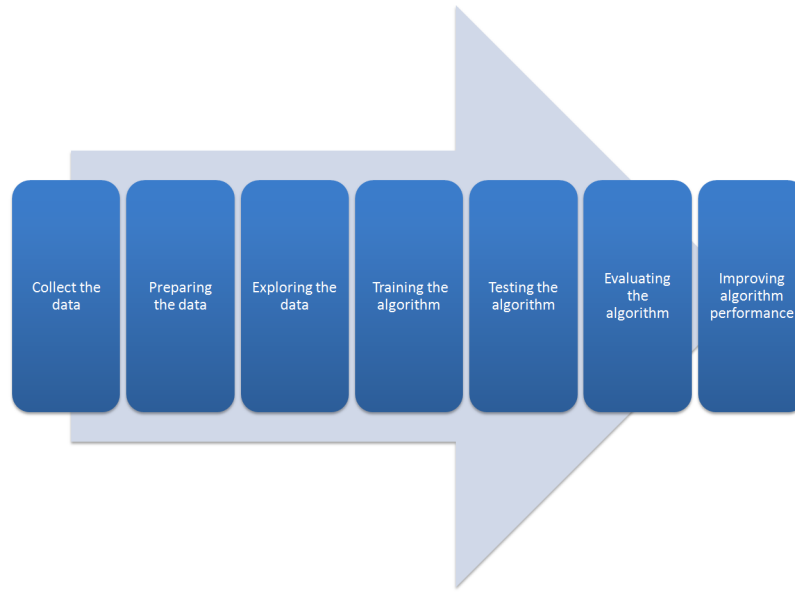 Collect the
data
Preparing
the data
Exploring the
data
Training the
algorithm
Testing the
algorithm
Evaluating
the
algorithm
Improving
algorithm
performance